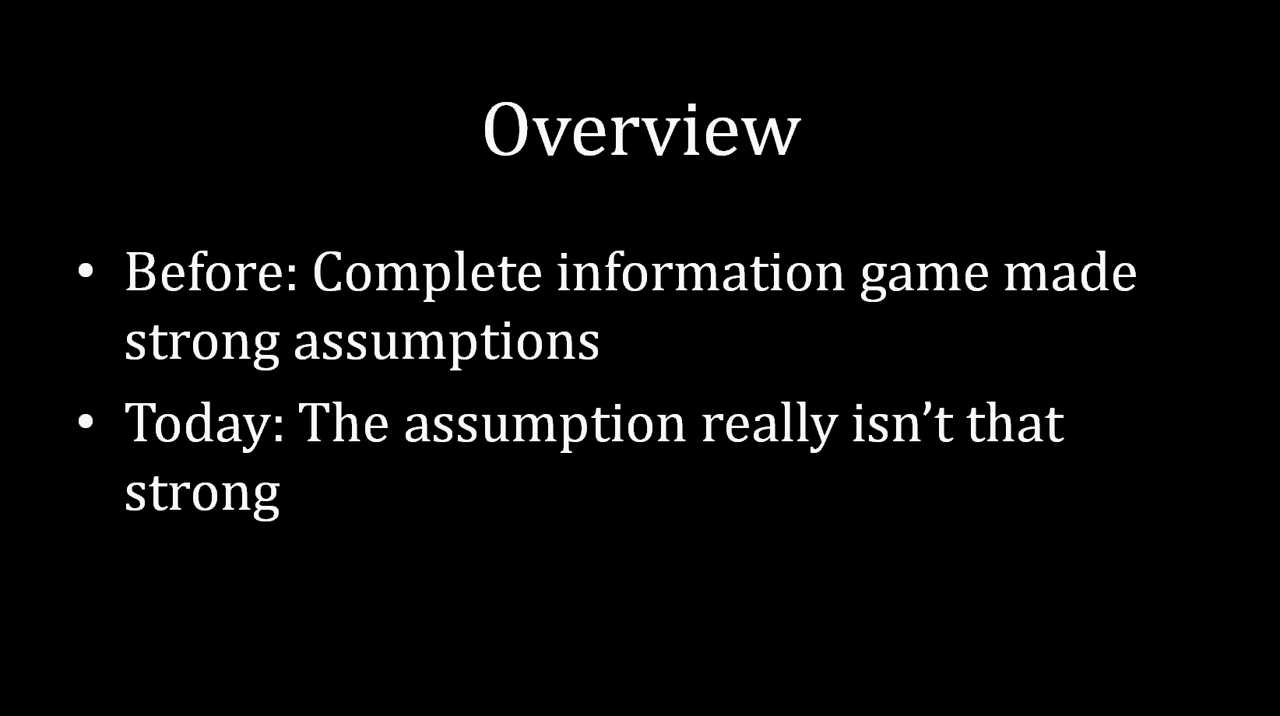 Overview
• Before: Complete information game made
strong assumptions
• Today: The assumption really isn’t that
strong